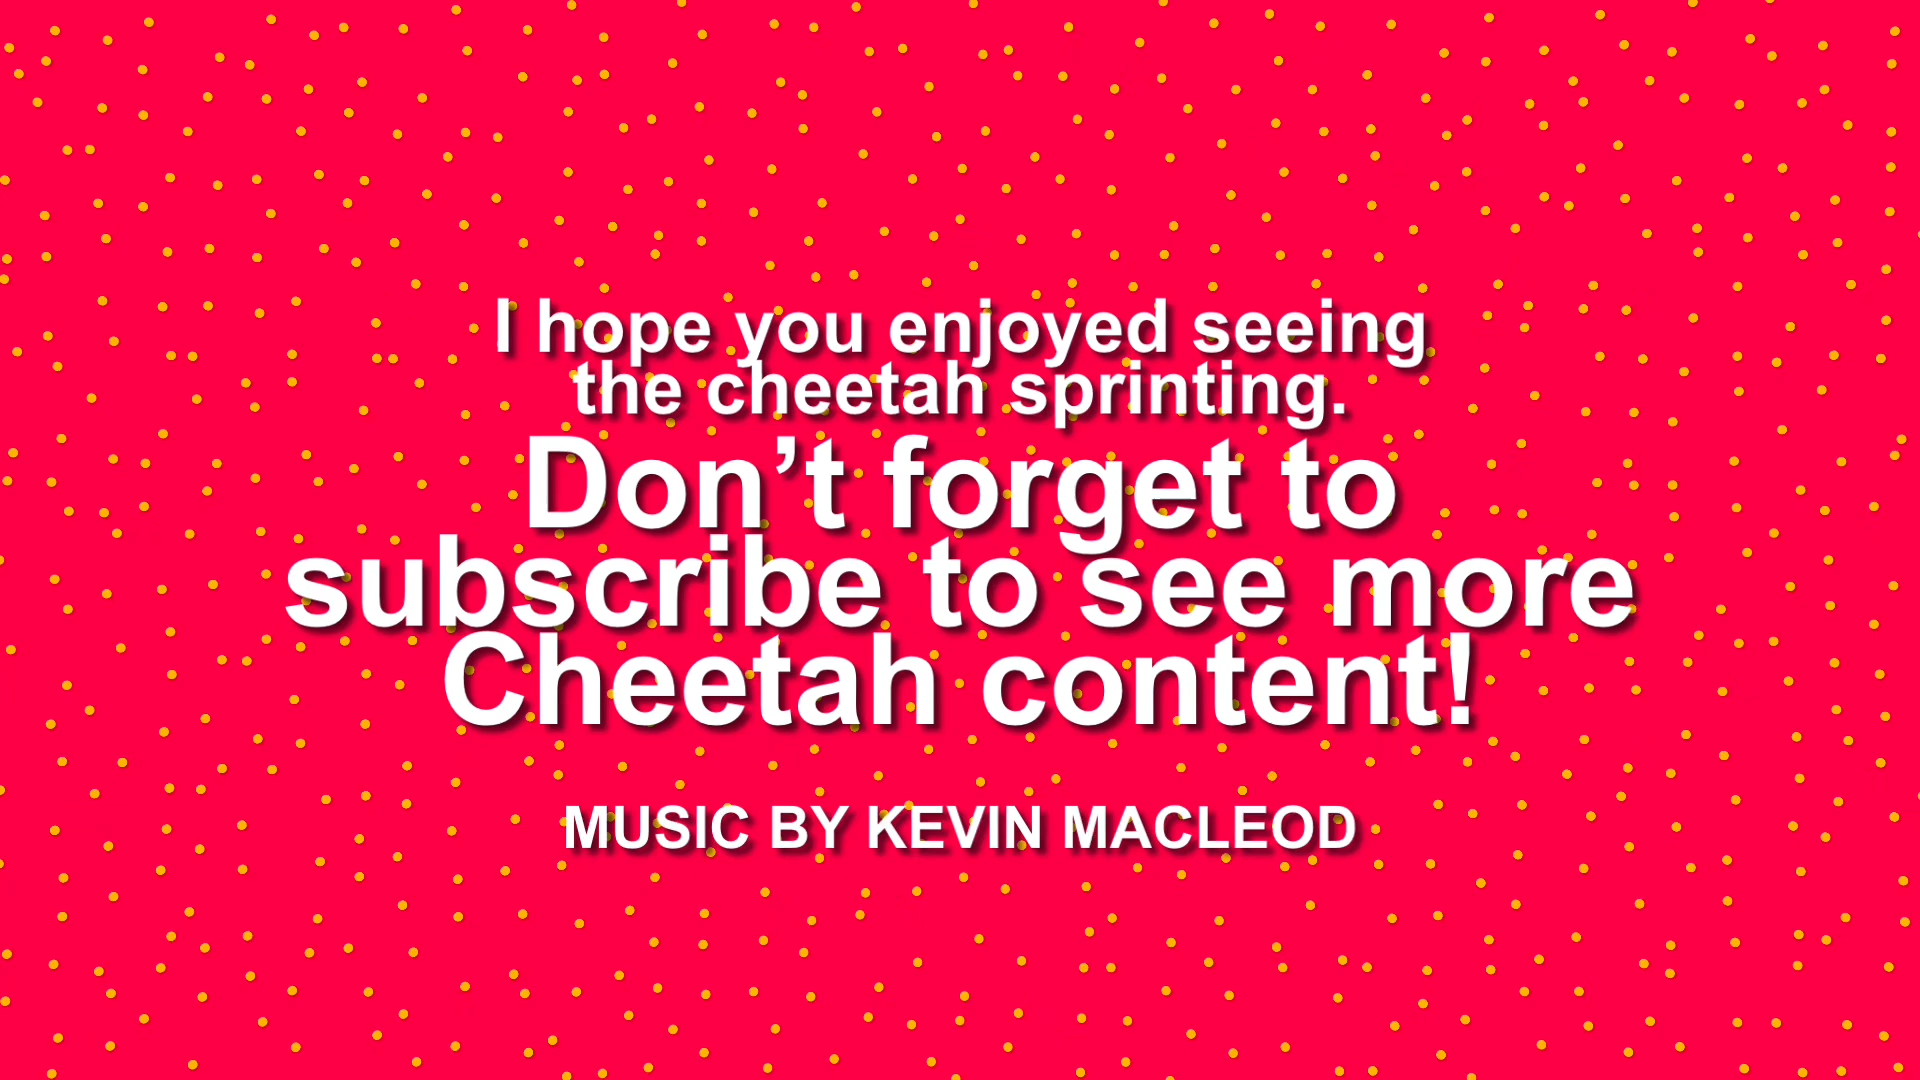 I hope you enjoyed seeing
the cheetah sprinting.
Don’t forget to
subscribe to see more
Cheetah content!
MUSIC BY KEVIN MACLEOD